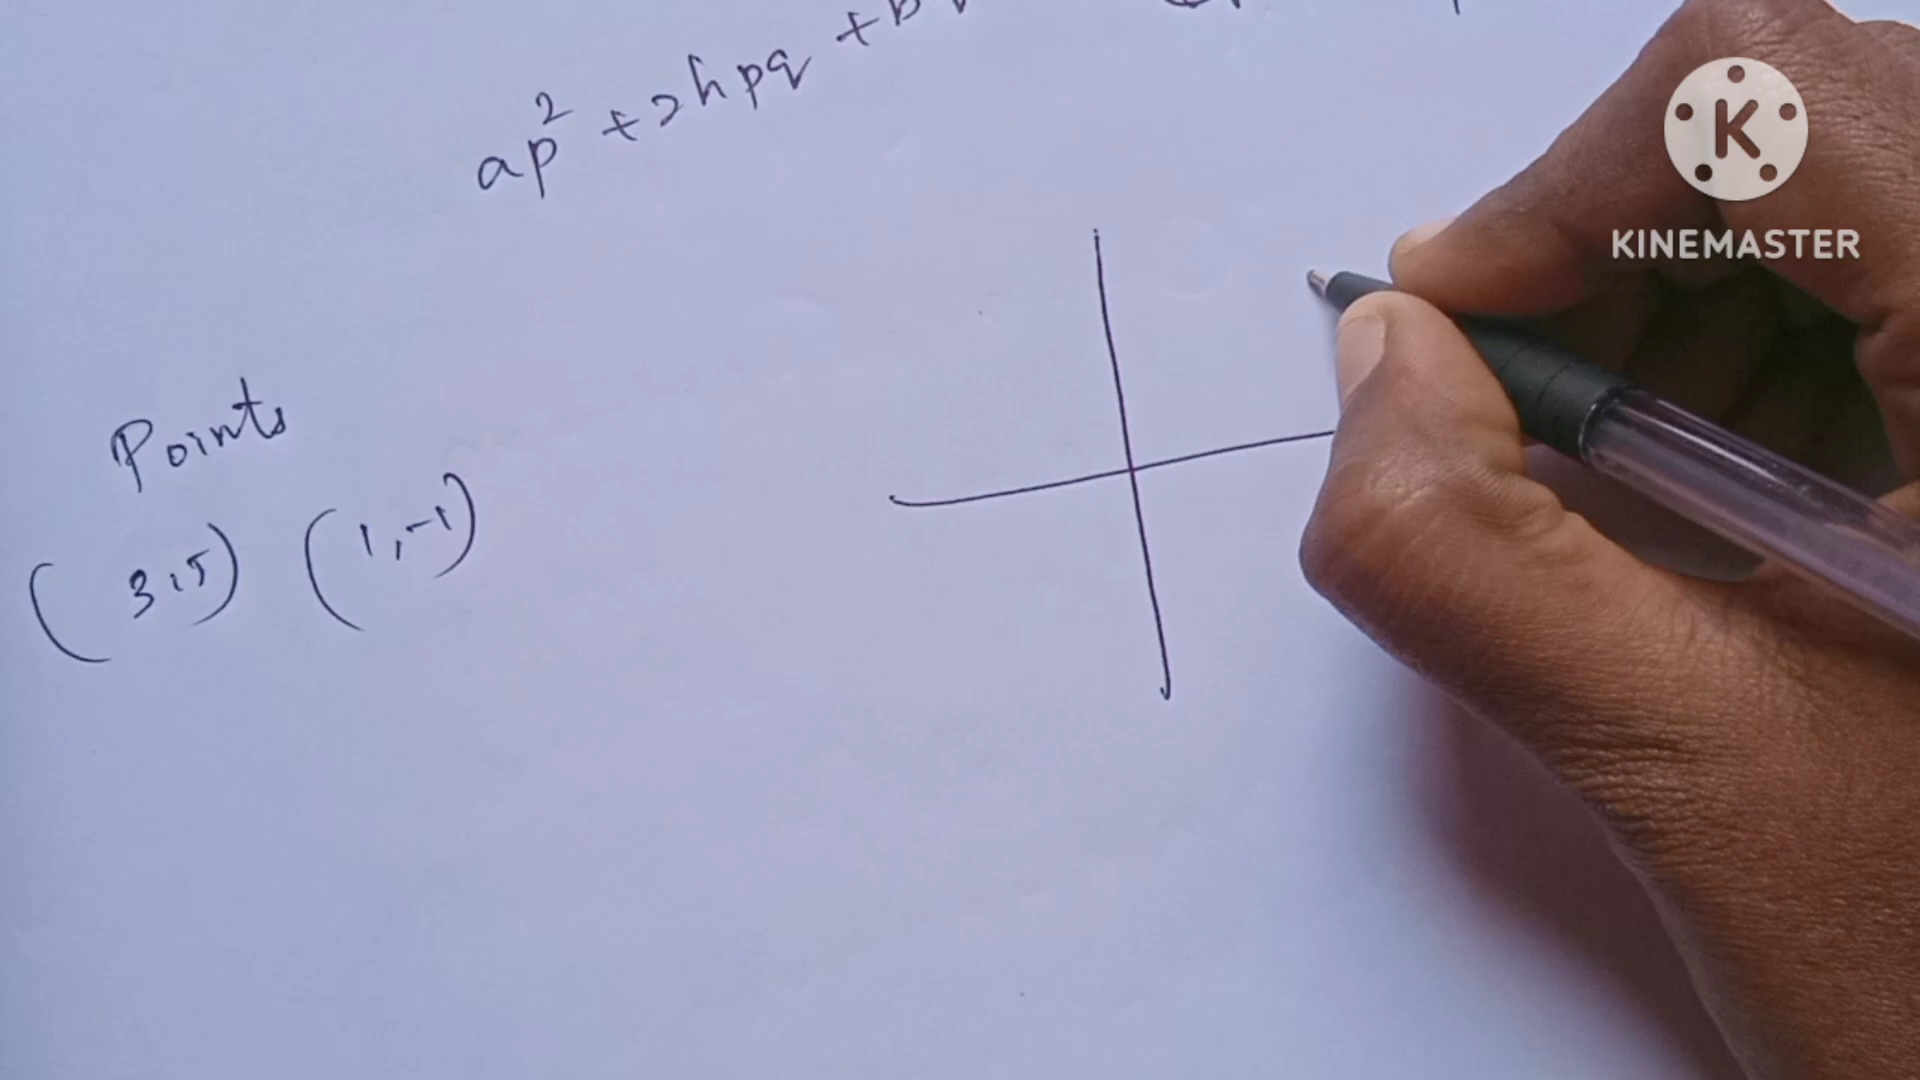 ap² + 2hpq + b
KINEMASTER
Points
(3,5) (1,-1)